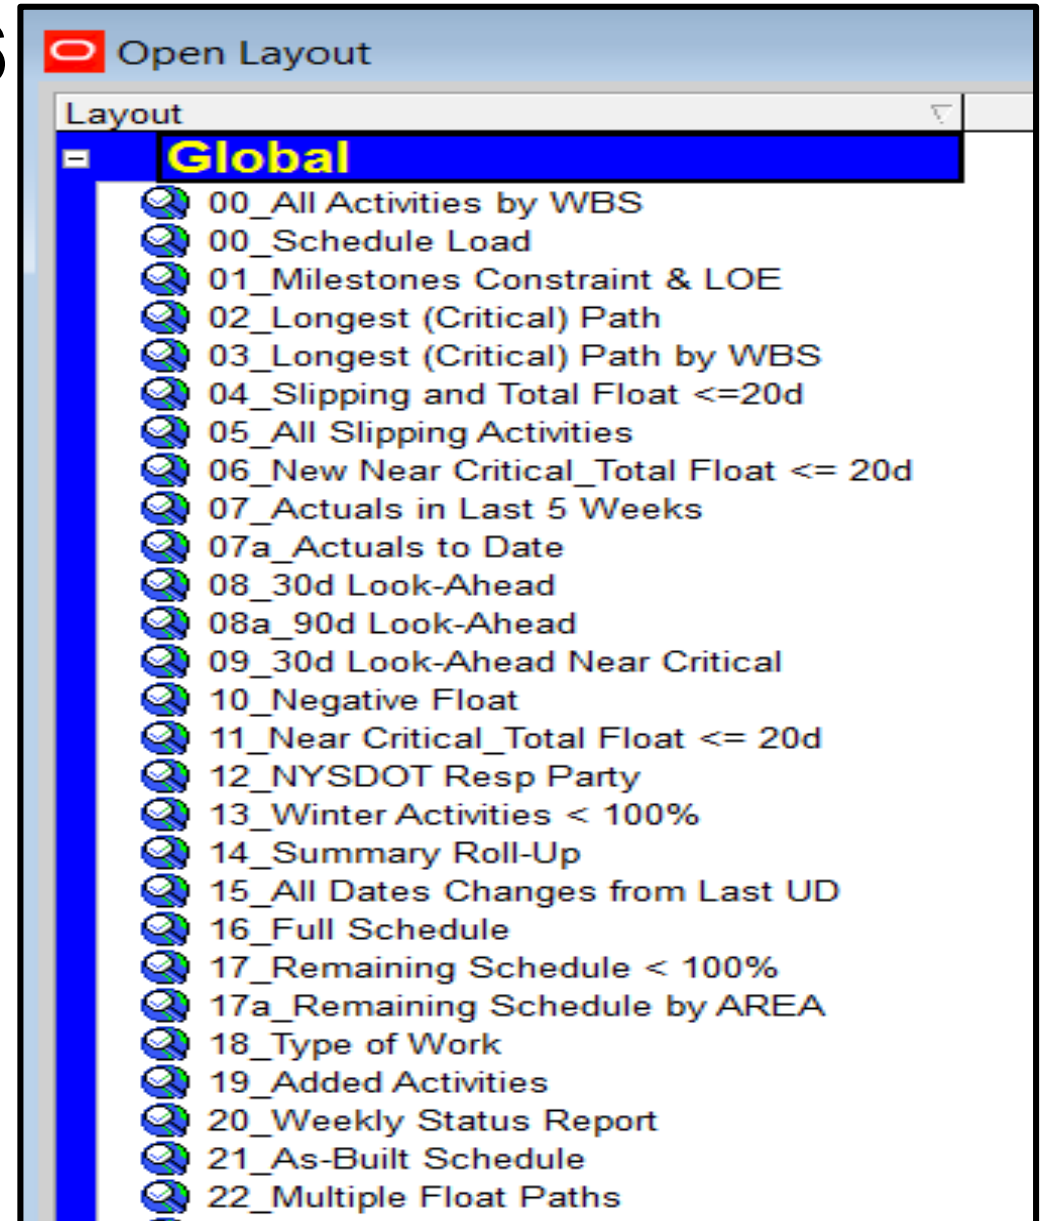 Open Layout
Layout
Global
00_All Activities by WBS
00_Schedule Load
01_Milestones Constraint & LOE
02_Longest (Critical) Path
03_Longest (Critical) Path by WBS
04_Slipping and Total Float <=20d
05_All Slipping Activities
06_New Near Critical_Total Float <= 20d
07_Actuals in Last 5 Weeks
07a_Actuals to Date
08_30d Look-Ahead
08a_90d Look-Ahead
09_30d Look-Ahead Near Critical
10_Negative Float
11_Near Critical_Total Float <= 20d
12_NYSDOT Resp Party
13_Winter Activities < 100%
14_Summary Roll-Up
15_All Dates Changes from Last UD
16_Full Schedule
17_Remaining Schedule < 100%
17a_Remaining Schedule by AREA
18_Type of Work
19_Added Activities
20_Weekly Status Report
21_As-Built Schedule
22_Multiple Float Paths